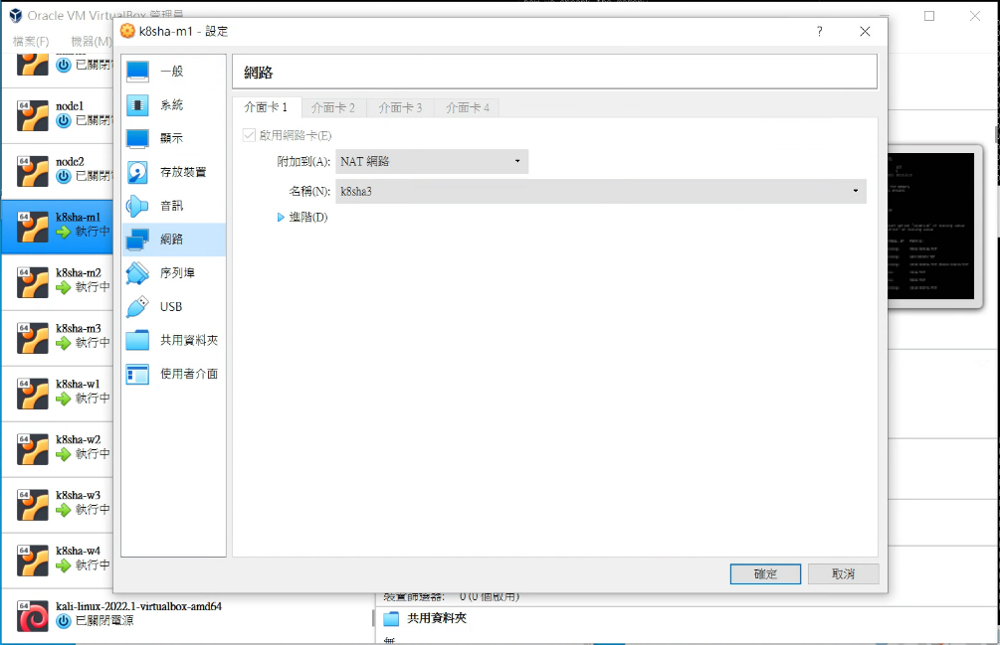 Oracle VM VirtualBox 管理員
檔案(F) 機器(M)
已關閉
64
node1
已關閉
64
node2
已關閉
64
k8sha-m1
執行中
64
k8sha-m2
執行中
64
k8sha-m3
執行中
64
k8sha-w1
執行中
64
k8sha-w2
執行中
64
k8sha-w3
執行中
64
k8sha-w4
執行中
64
kali-linux-2022.1-virtualbox-amd64
已關閉電源
k8sha-m1 - 設定
?
一般
系統
顯示
存放裝置
音訊
網路
序列埠
USB
共用資料夾
使用者介面
網路
介面卡 1 介面卡 2 介面卡 3 介面卡 4
啟用網路卡(E)
附加到(A): NAT 網路
名稱(N): k8sha3
進階(D)
確定 取消
裝置篩選器: 0 (0 個啟用)
共用資料夾